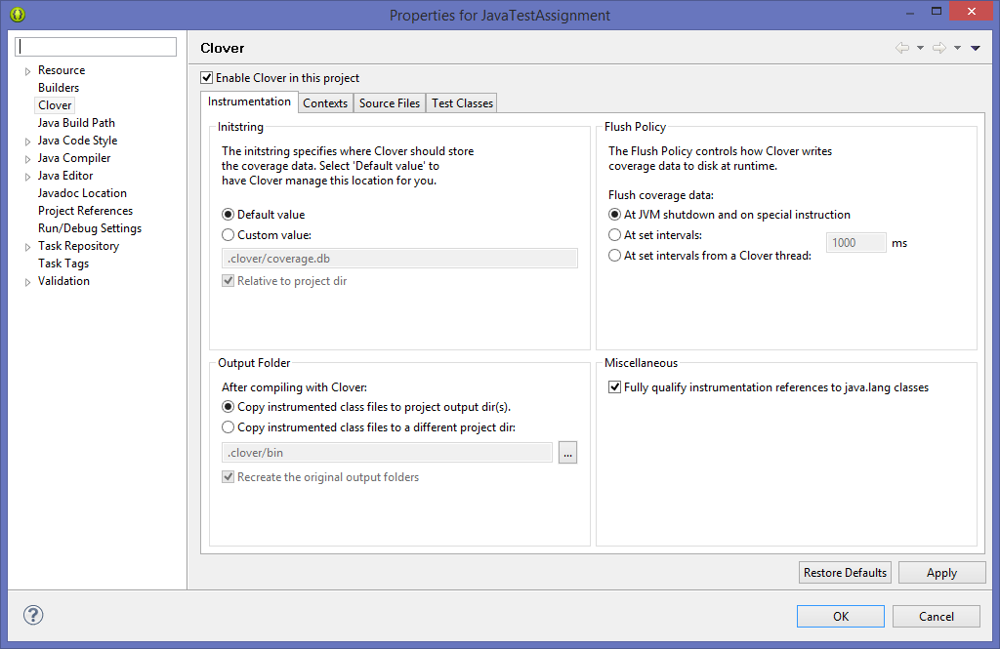 Properties for JavaTestAssignment
Resource
Builders
Clover
Java Build Path
Java Code Style
Java Compiler
Java Editor
Javadoc Location
Project References
Run/Debug Settings
Task Repository
Task Tags
Validation
Clover
Enable Clover in this project
Instrumentation Contexts Source Files Test Classes
Initstring
The initstring specifies where Clover should store
the coverage data. Select 'Default value' to
have Clover manage this location for you.
Default value
Custom value:
.clover/coverage.db
Relative to project dir
Flush Policy
The Flush Policy controls how Clover writes
coverage data to disk at runtime.
Flush coverage data:
At JVM shutdown and on special instruction
At set intervals:
1000 ms
At set intervals from a Clover thread:
Output Folder
After compiling with Clover:
Copy instrumented class files to project output dir(s).
Copy instrumented class files to a different project dir:
.clover/bin ...
Recreate the original output folders
Miscellaneous
Fully qualify instrumentation references to java.lang classes
Restore Defaults Apply
? OK Cancel